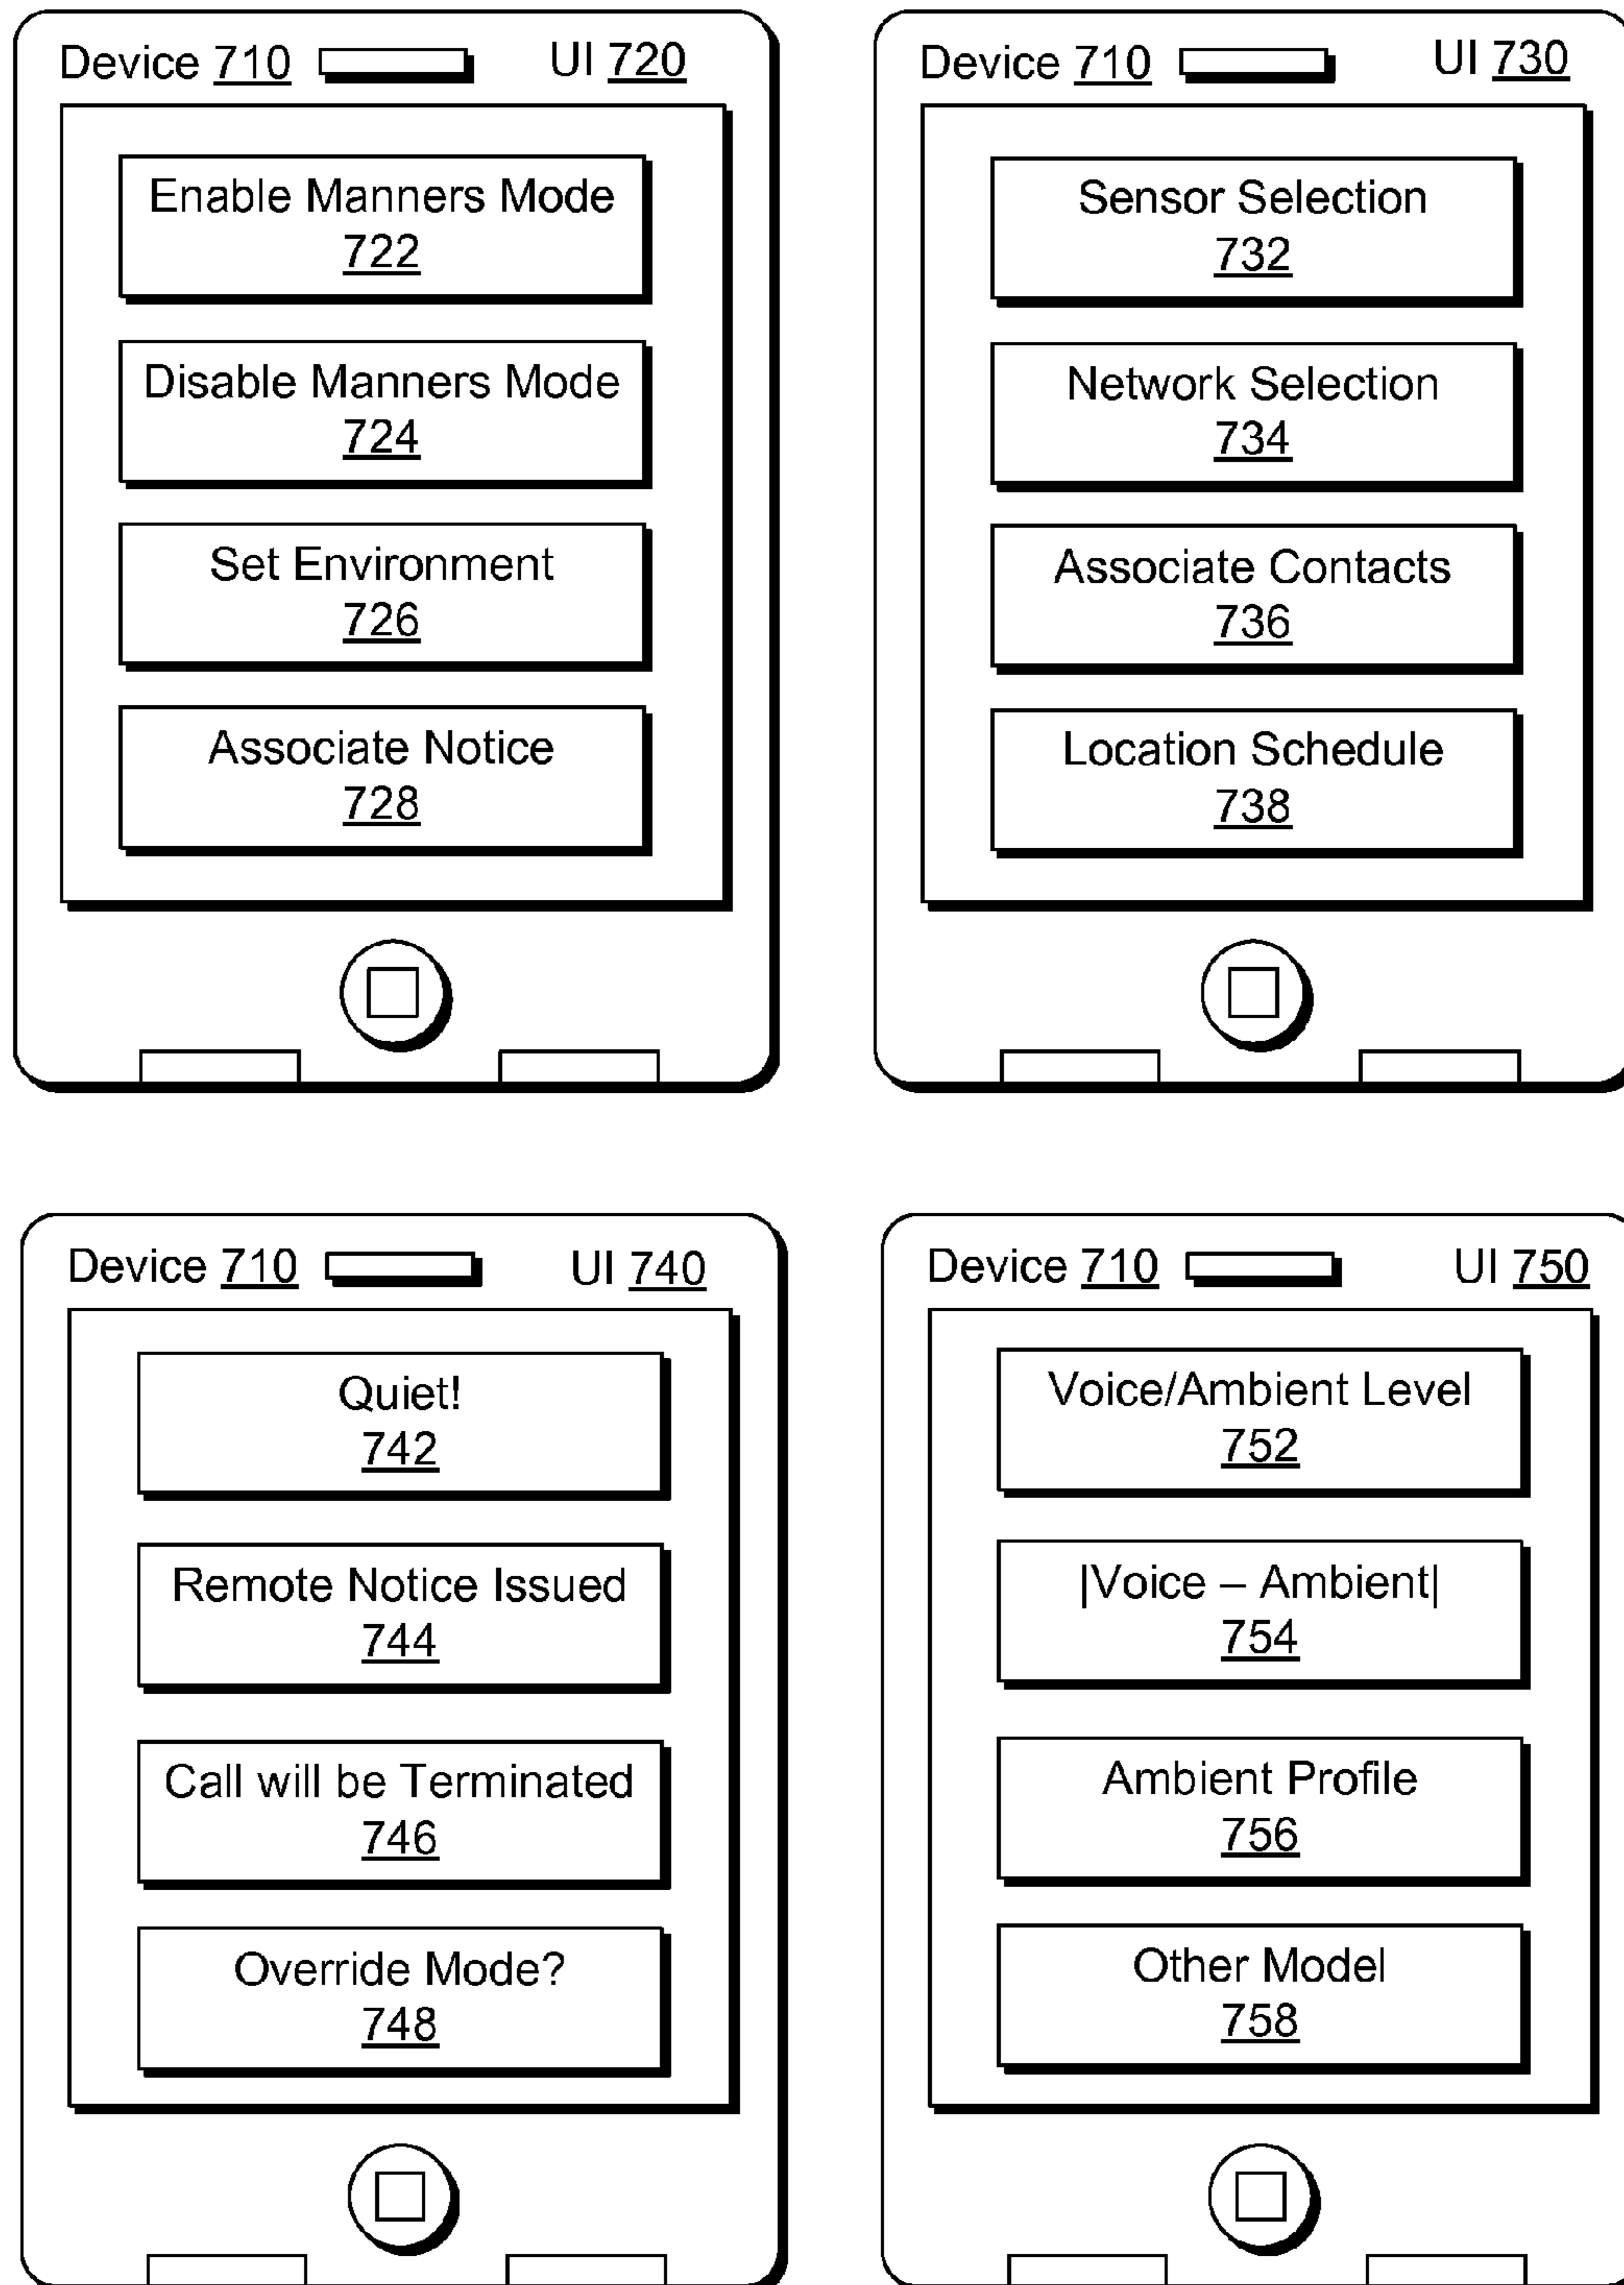 Device 710 UI 720
Enable Manners Mode
722
Disable Manners Mode
724
Set Environment
726
Associate Notice
728
Device 710 UI 730
Sensor Selection
732
Network Selection
734
Associate Contacts
736
Location Schedule
738
Device 710 UI 740
Quiet!
742
Remote Notice Issued
744
Call will be Terminated
746
Override Mode?
748
Device 710 UI 750
Voice/Ambient Level
752
|Voice – Ambient|
754
Ambient Profile
756
Other Model
758